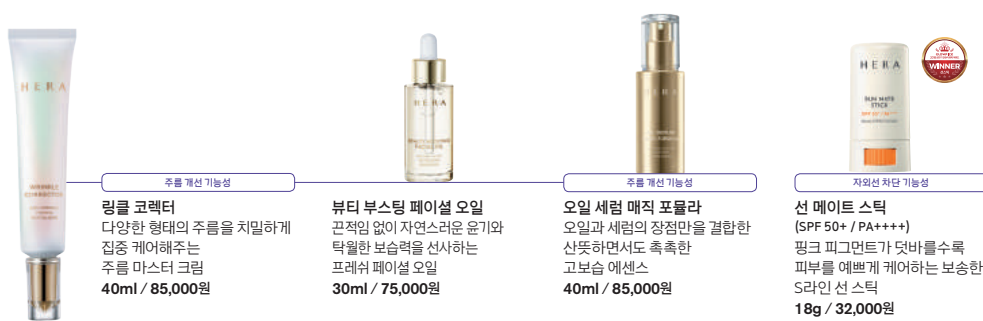 HERA
WRINKLE
주름 개선 기능성
링클 코렉터
다양한 형태의 주름을 치밀하게
집중 케어해주는
주름 마스터 크림
40ml / 85,000원
HERA
뷰티 부스팅 페이셜 오일
끈적임 없이 자연스러운 윤기와
탁월한 보습력을 선사하는
프레쉬 페이셜 오일
30ml / 75,000원
HERA
주름 개선 기능성
오일 세럼 매직 포뮬라
오일과 세럼의 장점만을 결합한
산뜻하면서도 촉촉한
고보습 에센스
40ml / 85,000원
HERA
SUN MATE
STICK
WINNER
자외선 차단 기능성
선 메이트 스틱
(SPF 50+ / PA++++)
핑크 피그먼트가 덧바를수록
피부를 예쁘게 케어하는 보송한
S라인 선 스틱
18g / 32,000원